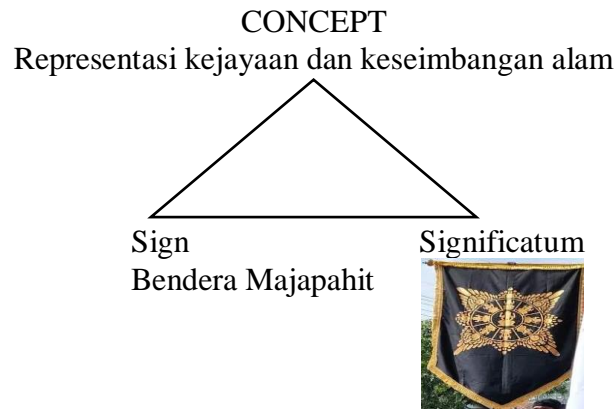 CONCEPT
Representasi kejayaan dan keseimbangan alam
Sign
Significatum
Bendera Majapahit